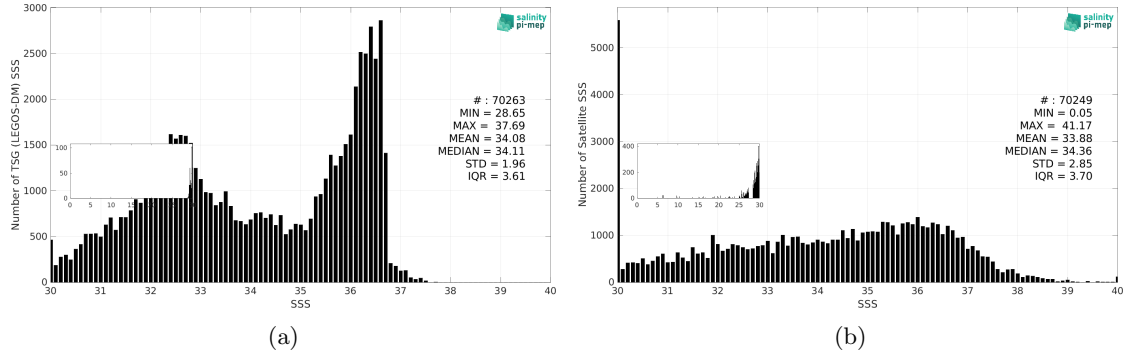 3000
2500
2000
1500
1000
500
0
Number of TSG (LEGOS-DM) SSS
salinity
pi-mep
# : 70263
MIN = 28.65
MAX = 37.69
MEAN = 34.08
MEDIAN = 34.11
STD = 1.96
IQR = 3.61
100
50
0
0 5 10 15
30 31 32 33 34 35 36 37 38 39 40
SSS
(a)
5000
4000
3000
2000
1000
0
Number of Satellite SSS
salinity
pi-mep
# : 70249
MIN = 0.05
MAX = 41.17
MEAN = 33.88
MEDIAN = 34.36
STD = 2.85
IQR = 3.70
400
200
0
0 5 10 15 20 25 30
30 31 32 33 34 35 36 37 38 39 40
SSS
(b)